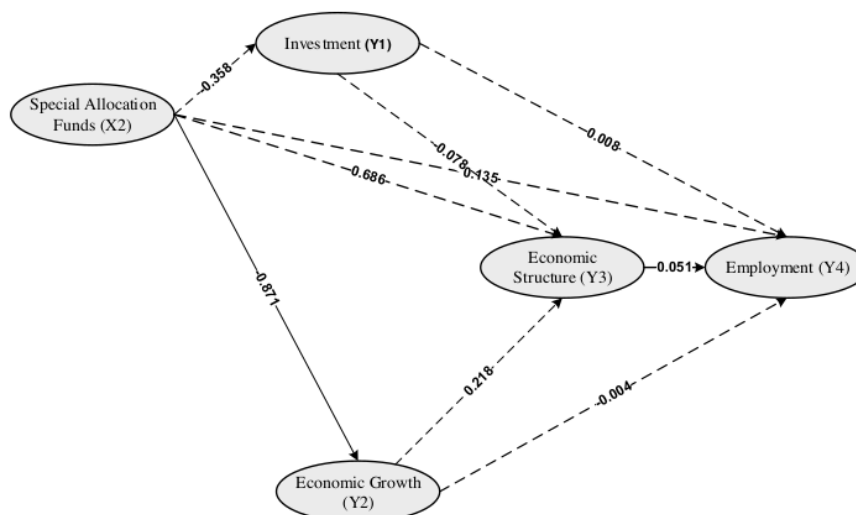 Investment (Y1)
0.358
Special Allocation
Funds (X2)
0.008
0.078
0.135
0.686
Economic
Structure (Y3)
0.051
Employment (Y4)
0.871
0.218
0.004
Economic Growth
(Y2)